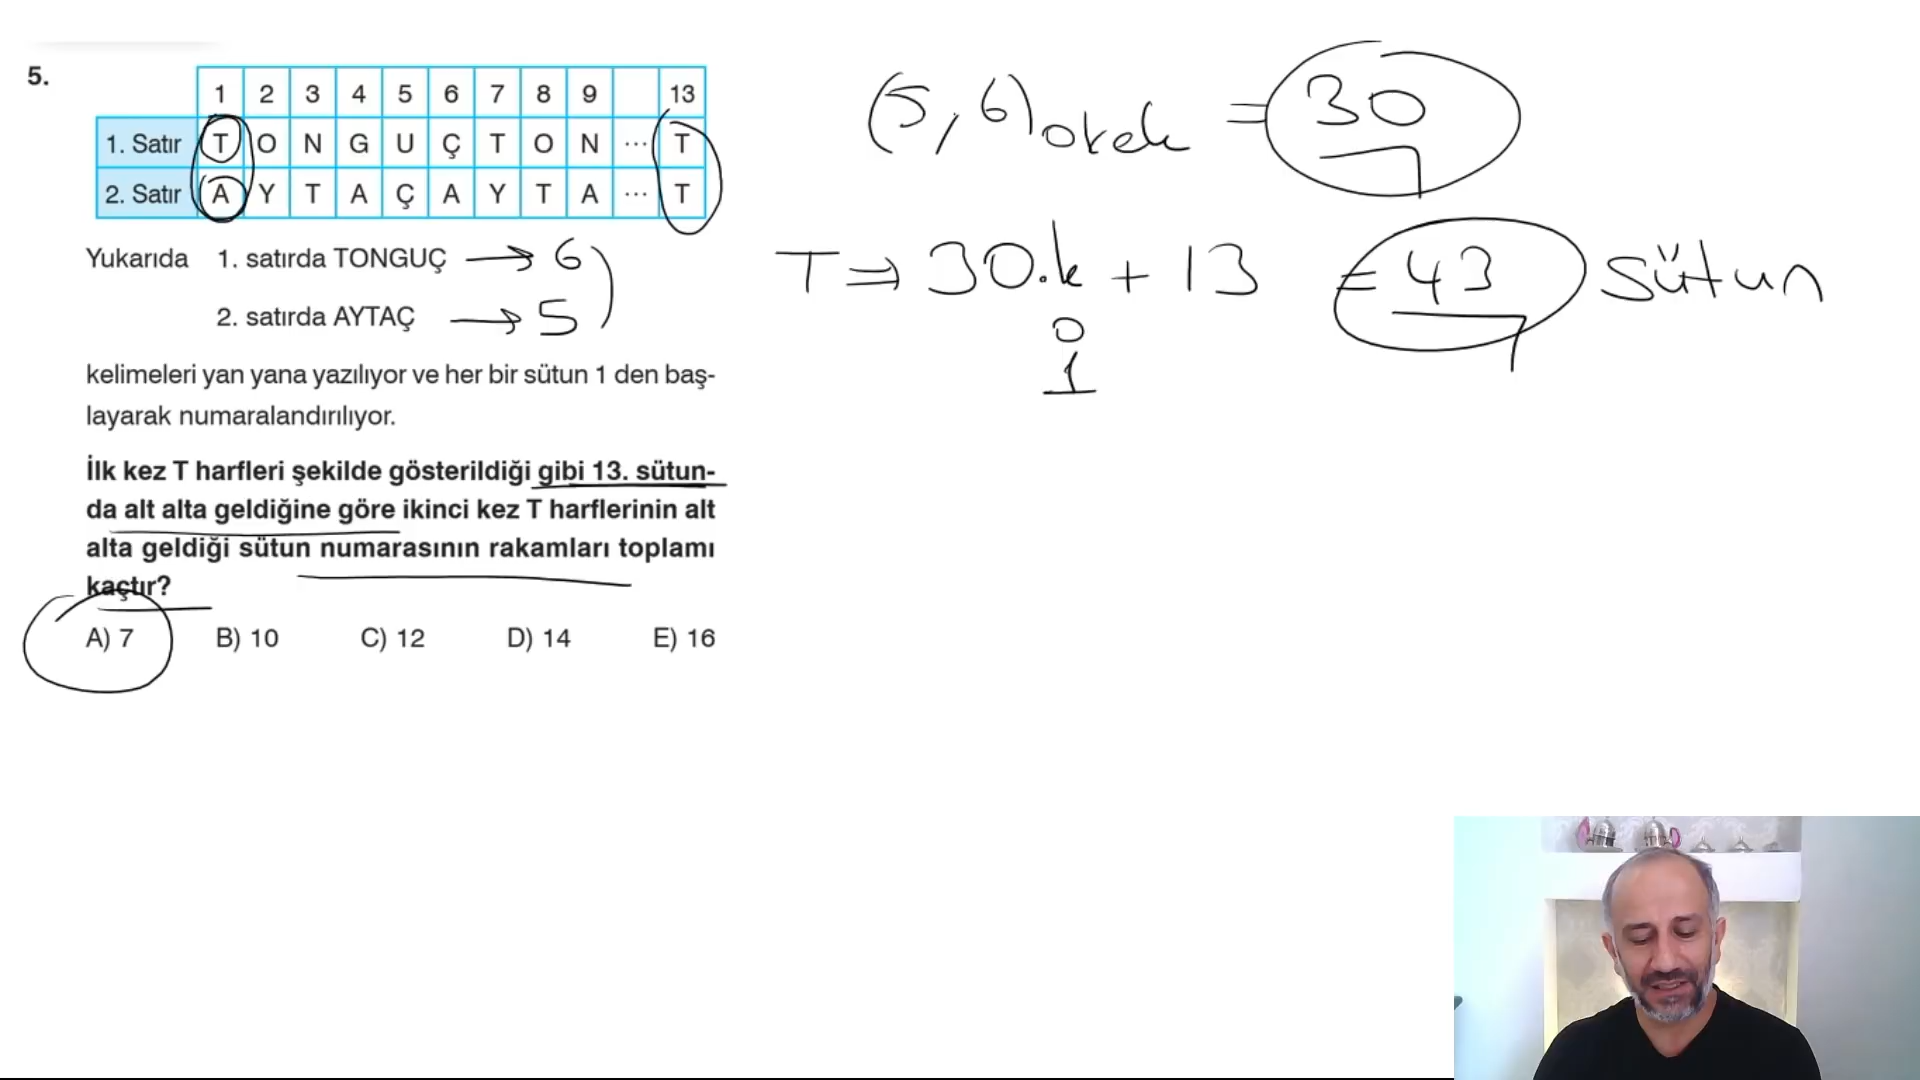 5.
1 2 3 4 5 6 7 8 9 13
1. Satır T O N G U Ç T O N ... T
2. Satır A Y T A Ç A Y T A ... T
Yukarıda 1. satırda TONGUÇ → 6
2. satırda AYTAÇ → 5
kelimeleri yan yana yazılıyor ve her bir sütun 1 den baş-
layarak numaralandırılıyor.
İlk kez T harfleri şekilde gösterildiği gibi 13. sütun-
da alt alta geldiğine göre ikinci kez T harflerinin alt
alta geldiği sütun numarasının rakamları toplamı
kaçtır?
A) 7 B) 10 C) 12 D) 14 E) 16
(5, 6)okek = 30
T ⇒ 30.k + 13 = 43 sütun
0
1